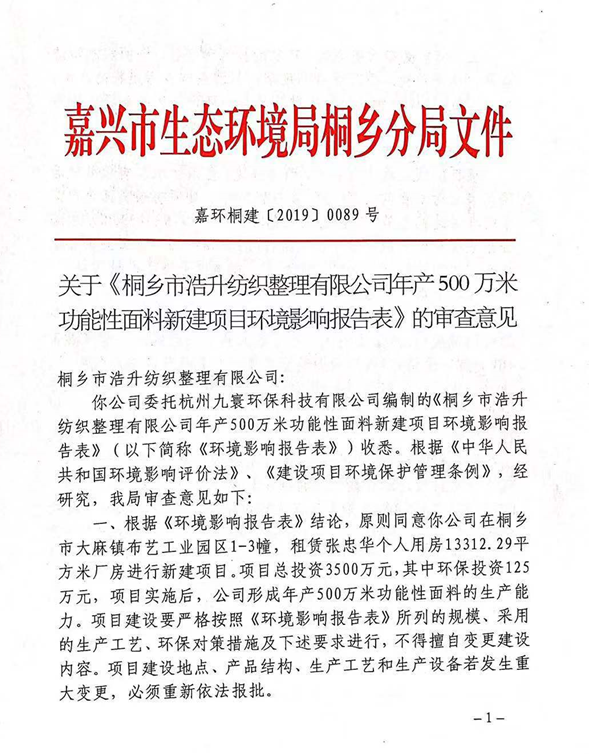 嘉兴市生态环境局桐乡分局文件
嘉环桐建〔2019〕0089号
关于《桐乡市浩升纺织整理有限公司年产500万米
功能性面料新建项目环境影响报告表》的审查意见
桐乡市浩升纺织整理有限公司:
你公司委托杭州九寰环保科技有限公司编制的《桐乡市浩升
纺织整理有限公司年产500万米功能性面料新建项目环境影响报
告表》(以下简称《环境影响报告表》)收悉。根据《中华人民
共和国环境影响评价法》、《建设项目环境保护管理条例》,经
研究,我局审查意见如下:
一、根据《环境影响报告表》结论,原则同意你公司在桐乡
市大麻镇布艺工业园区1-3幢,租赁张忠华个人用房13312.29平
方米厂房进行新建项目。项目总投资3500万元,其中环保投资125
万元,项目实施后,公司形成年产500万米功能性面料的生产能
力。项目建设要严格按照《环境影响报告表》所列的规模、采用
的生产工艺、环保对策措施及下述要求进行,不得擅自变更建设
内容。项目建设地点、产品结构、生产工艺和生产设备若发生重
大变更,必须重新依法报批。
-1-